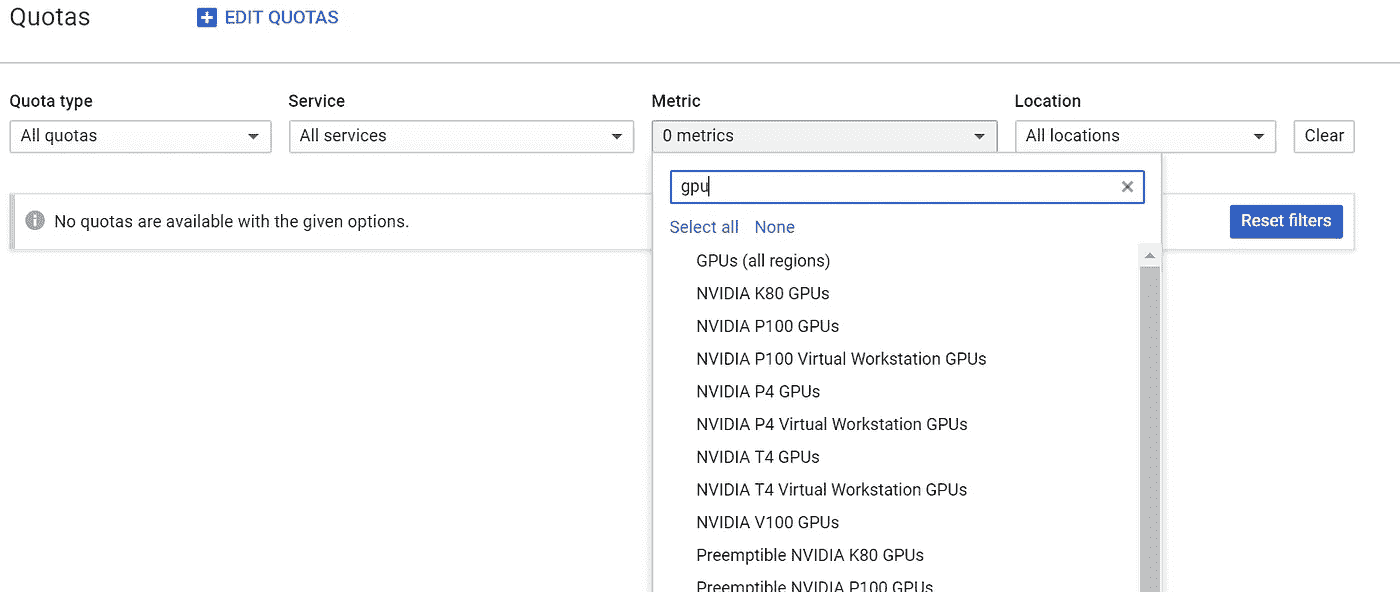 Quotas
EDIT QUOTAS
Quota type Service Metric Location
All quotas All services 0 metrics All locations Clear
gpu
No quotas are available with the given options. Reset filters
Select all None
GPUs (all regions)
NVIDIA K80 GPUs
NVIDIA P100 GPUs
NVIDIA P100 Virtual Workstation GPUs
NVIDIA P4 GPUs
NVIDIA P4 Virtual Workstation GPUs
NVIDIA T4 GPUs
NVIDIA T4 Virtual Workstation GPUs
NVIDIA V100 GPUs
Preemptible NVIDIA K80 GPUs
Preemptible NVIDIA P100 GPUs